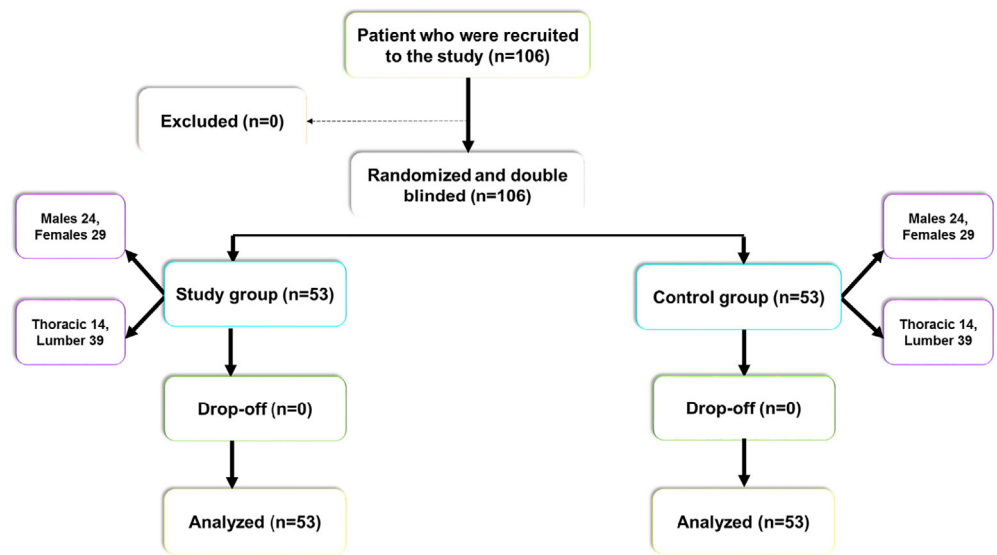 Patient who were recruited
to the study (n=106)
Excluded (n=0)
Randomized and double
blinded (n=106)
Males 24,
Females 29
Males 24,
Females 29
Study group (n=53)
Control group (n=53)
Thoracic 14,
Lumber 39
Thoracic 14,
Lumber 39
Drop-off (n=0)
Drop-off (n=0)
Analyzed (n=53)
Analyzed (n=53)